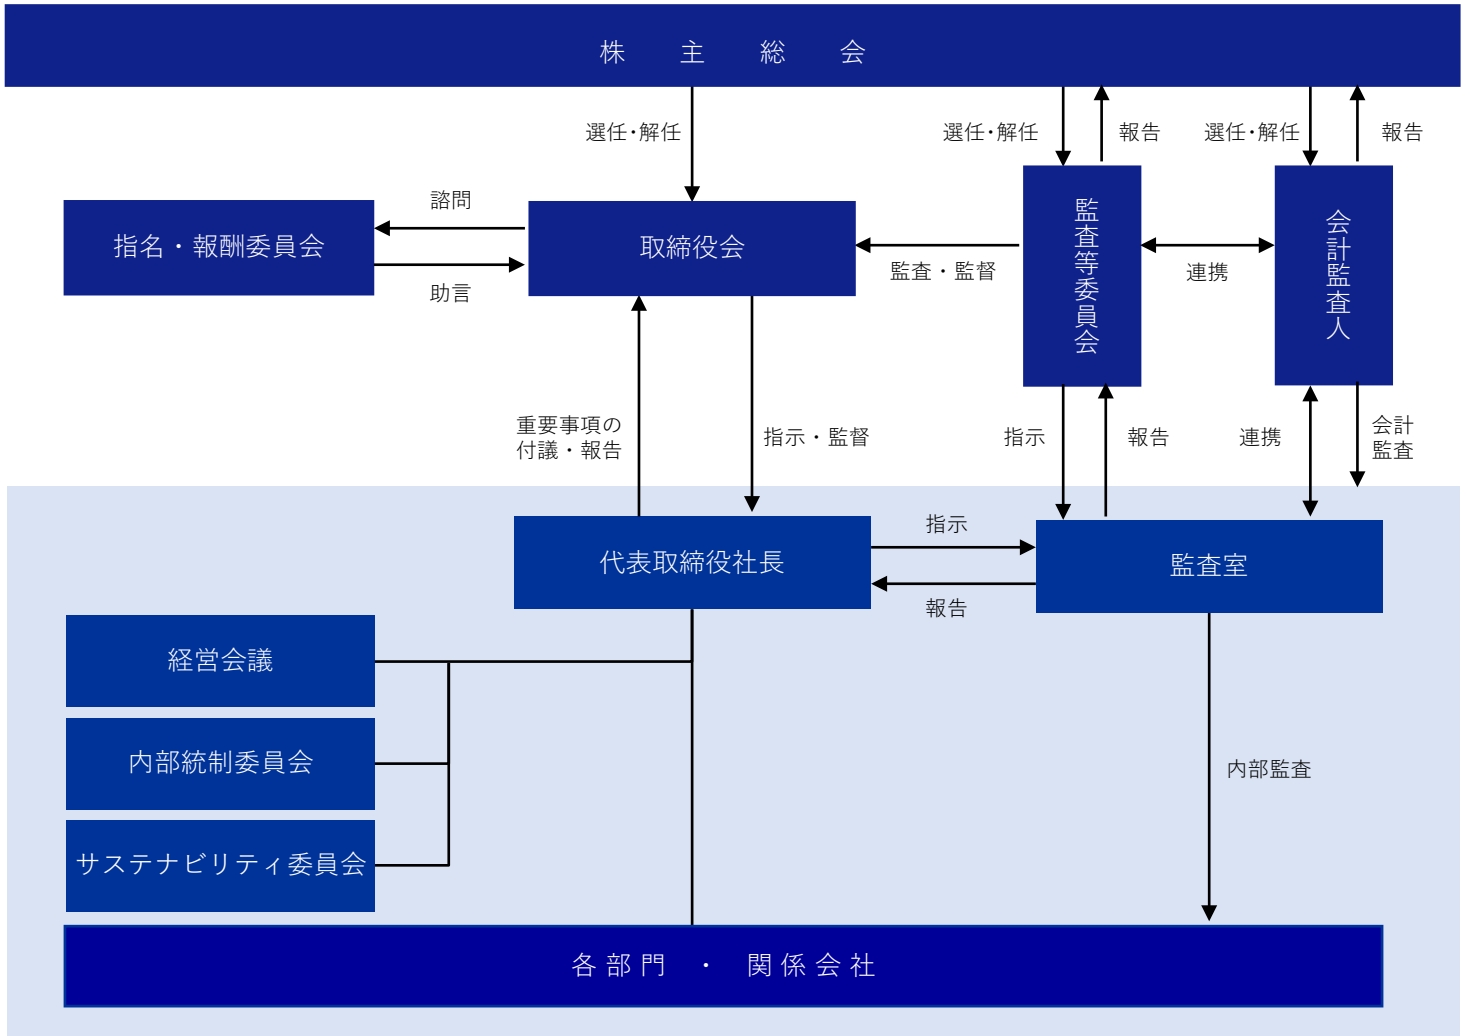 株主総会
選任･解任
選任･解任
報告
選任･解任
報告
諮問
指名・報酬委員会
取締役会
助言
監査・監督
監査等委員会
連携
会計監査人
重要事項の
付議・報告
指示・監督
指示
報告
連携
会計
監査
代表取締役社長
指示
報告
監査室
経営会議
内部統制委員会
サステナビリティ委員会
内部監査
各部門・関係会社